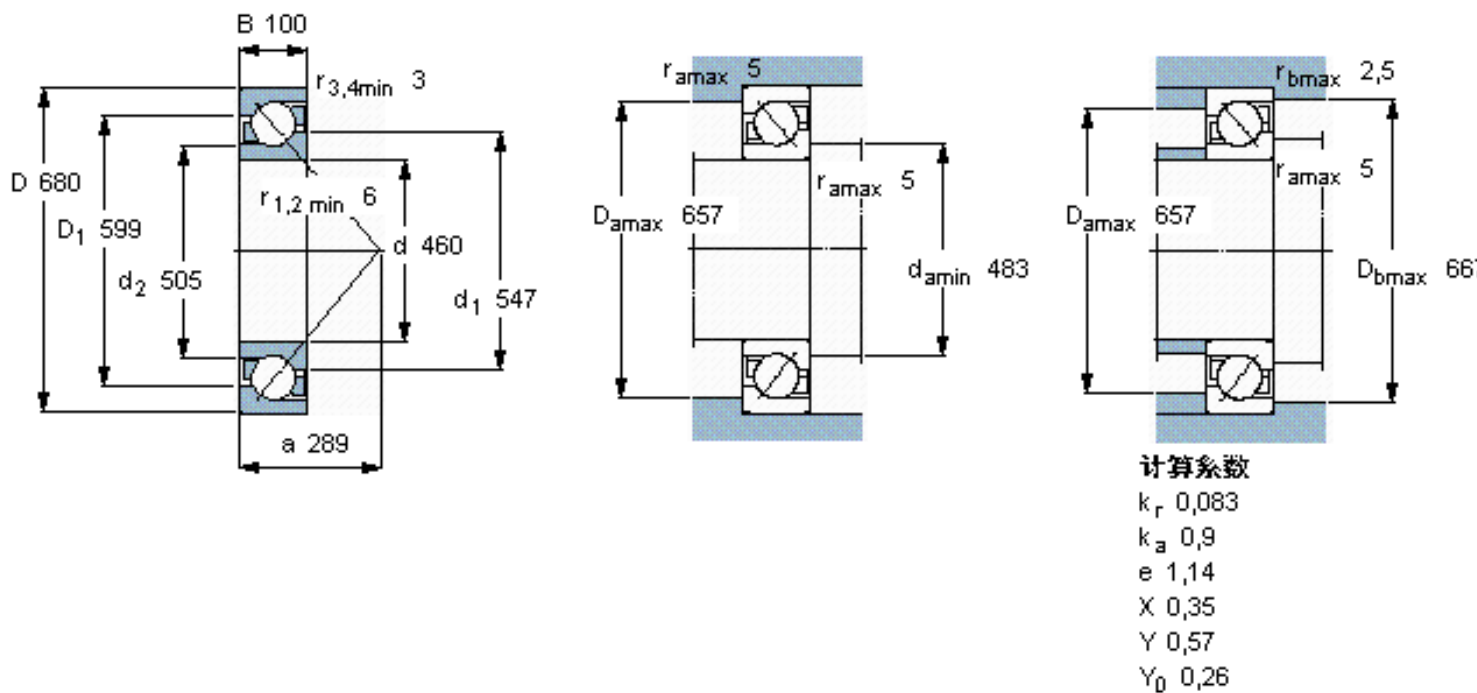 B 100
r3,4min 3
D 680
D1 599
d2 505
r1,2 min 6
d 460
d1 547
a 289
ramax 5
ramax 5
Damax 657
damin 483
rbmax 2,5
ramax 5
Damax 657
Dbmax
计算系数
kr 0,083
ka 0,9
e 1,14
X 0,35
Y 0,57
Y0 0,26